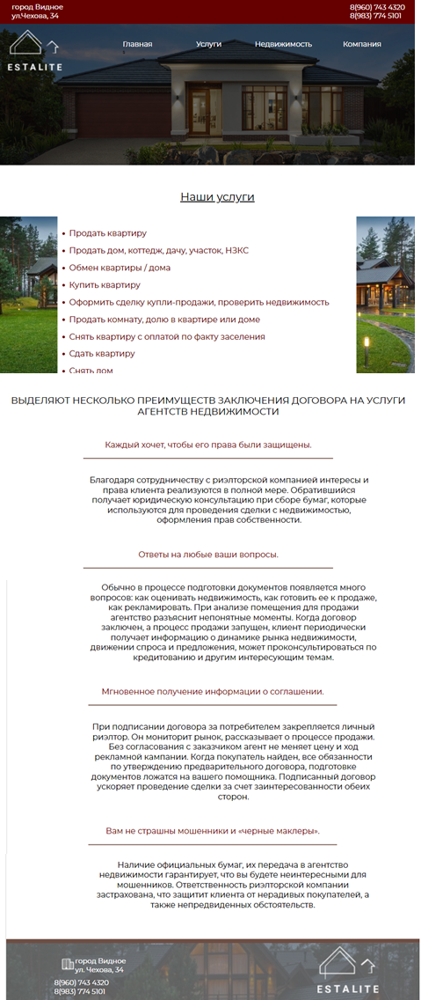 город Видное
ул.Чехова, 34
8(960) 743 4320
8(983) 774 5101
ESTALITE
Главная
Услуги
Недвижимость
Компания
Наши услуги
• Продать квартиру
• Продать дом, коттедж, дачу, участок, НЗКС
• Обмен квартиры / дома
• Купить квартиру
• Оформить сделку купли-продажи, проверить недвижимость
• Продать комнату, долю в квартире или доме
• Снять квартиру с оплатой по факту заселения
• Сдать квартиру
• Снять дом
ВЫДЕЛЯЮТ НЕСКОЛЬКО ПРЕИМУЩЕСТВ ЗАКЛЮЧЕНИЯ ДОГОВОРА НА УСЛУГИ
АГЕНТСТВ НЕДВИЖИМОСТИ
Каждый хочет, чтобы его права были защищены.
Благодаря сотрудничеству с риэлторской компанией интересы и
права клиента реализуются в полной мере. Обратившийся
получает юридическую консультацию при сборе бумаг, которые
используются для проведения сделки с недвижимостью,
оформления прав собственности.
Ответы на любые ваши вопросы.
Обычно в процессе подготовки документов появляется много
вопросов: как оценивать недвижимость, как готовить ее к продаже,
как рекламировать. При анализе помещения для продажи
агентство разъяснит непонятные моменты. Когда договор
заключен, а процесс продажи запущен, клиент периодически
получает информацию о динамике рынка недвижимости,
движении спроса и предложения, может проконсультироваться по
кредитованию и другим интересующим темам.
Мгновенное получение информации о соглашении.
При подписании договора за потребителем закрепляется личный
риэлтор. Он мониторит рынок, рассказывает о процессе продажи.
Без согласования с заказчиком агент не меняет цену и ход
рекламной кампании. Когда покупатель найден, все обязанности
по утверждению предварительного договора, подготовке
документов ложатся на вашего помощника. Подписанный договор
ускоряет проведение сделки за счет заинтересованности обеих
сторон.
Вам не страшны мошенники и «черные маклеры».
Наличие официальных бумаг, их передача в агентство
недвижимости гарантирует, что вы будете неинтересными для
мошенников. Ответственность риэлторской компании
застрахована, что защитит клиента от нерадивых покупателей, а
также непредвиденных обстоятельств.
город Видное
ул. Чехова, 34
8(960) 743 4320
8(983) 774 5101
ESTALITE